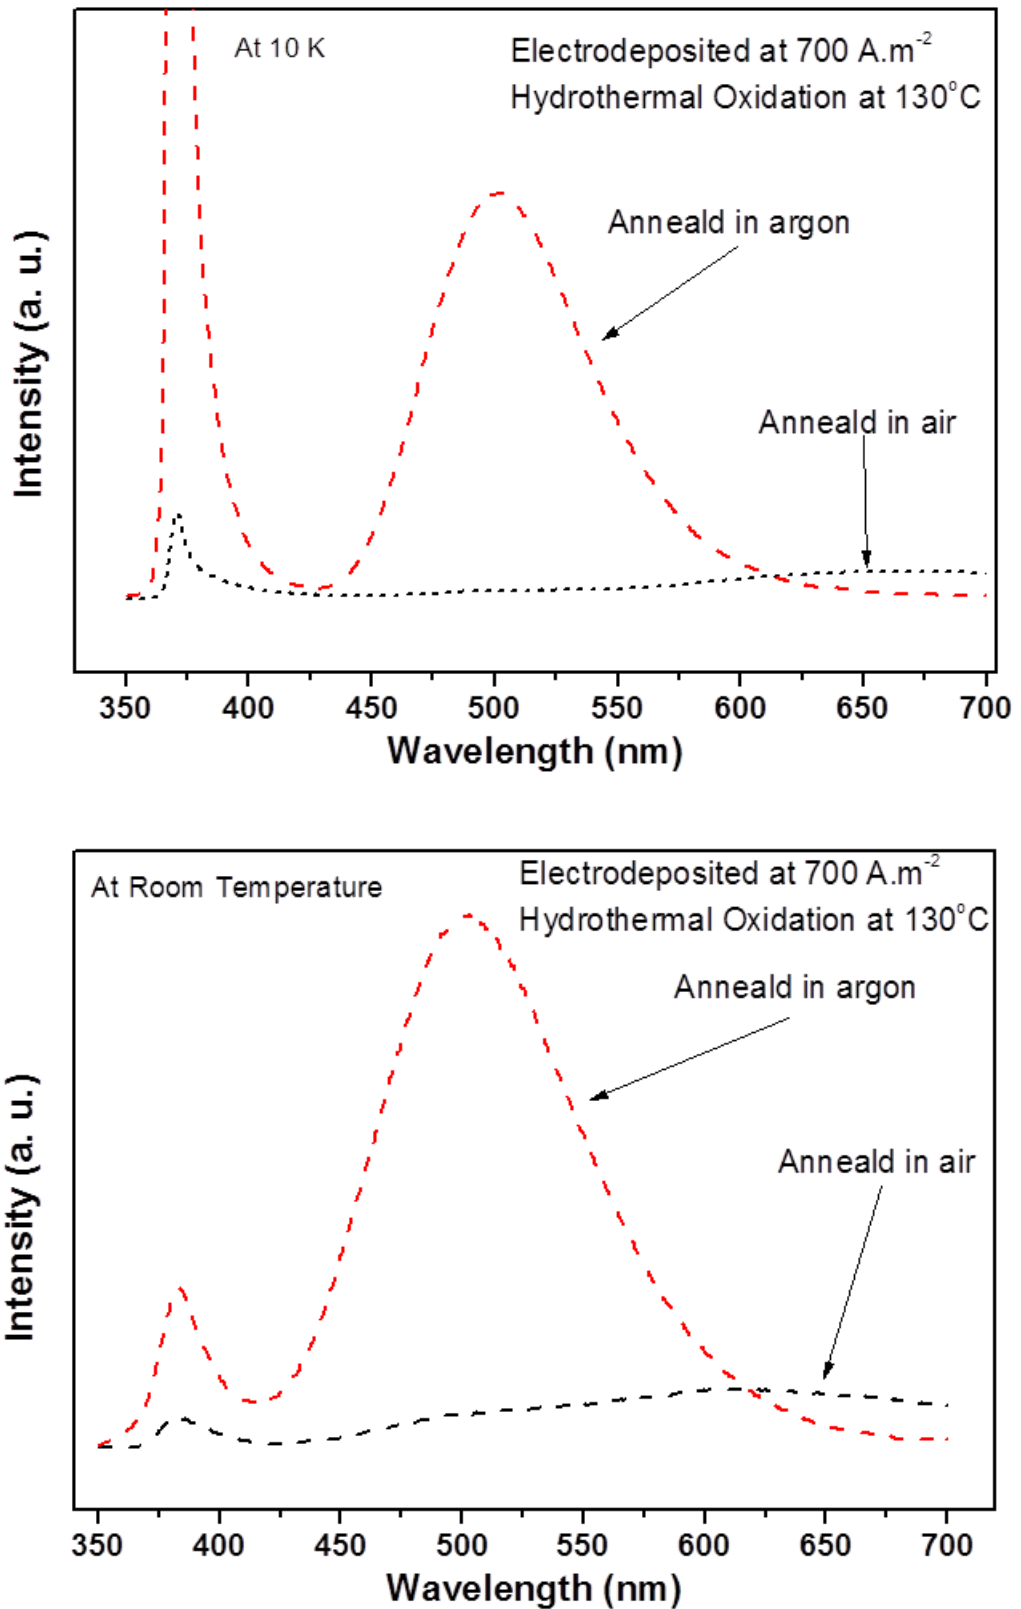 At 10 K
Electrodeposited at 700 A.m-2
Hydrothermal Oxidation at 130oC
Anneald in argon
Anneald in air
Intensity (a. u.)
350 400 450 500 550 600 650 700
Wavelength (nm)
At Room Temperature
Electrodeposited at 700 A.m-2
Hydrothermal Oxidation at 130oC
Anneald in argon
Anneald in air
Intensity (a. u.)
350 400 450 500 550 600 650 700
Wavelength (nm)